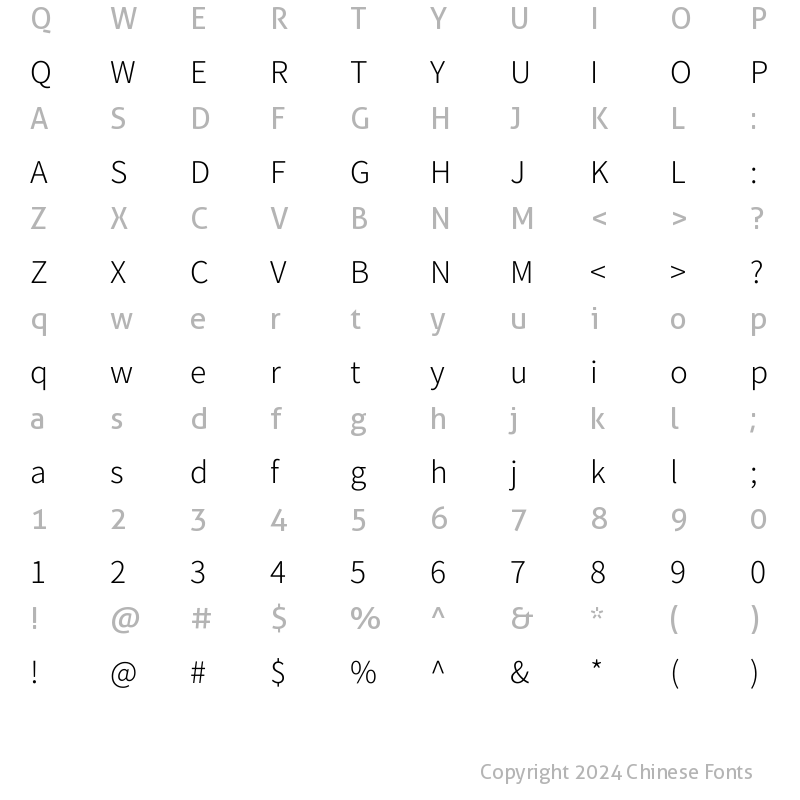 Q W E R T Y U I O P
Q W E R T Y U I O P
A S D F G H J K L :
A S D F G H J K L :
Z X C V B N M < > ?
Z X C V B N M < > ?
q w e r t y u i o p
q w e r t y u i o p
a s d f g h j k l ;
a s d f g h j k l ;
1 2 3 4 5 6 7 8 9 0
1 2 3 4 5 6 7 8 9 0
! @ # $ % ^ & * ( )
! @ # $ % ^ & * ( )
Copyright 2024 Chinese Fonts